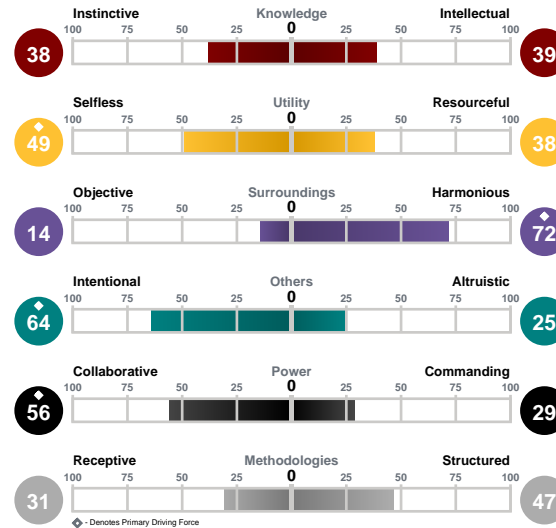 Instinctive Knowledge Intellectual
100 75 50 25 0 25 50 75 100
38 39
Selfless Utility Resourceful
100 75 50 25 0 25 50 75 100
49 38
Objective Surroundings Harmonious
100 75 50 25 0 25 50 75 100
14 72
Intentional Others Altruistic
100 75 50 25 0 25 50 75 100
64 25
Collaborative Power Commanding
100 75 50 25 0 25 50 75 100
56 29
Receptive Methodologies Structured
100 75 50 25 0 25 50 75 100
31 47
- Denotes Primary Driving Force